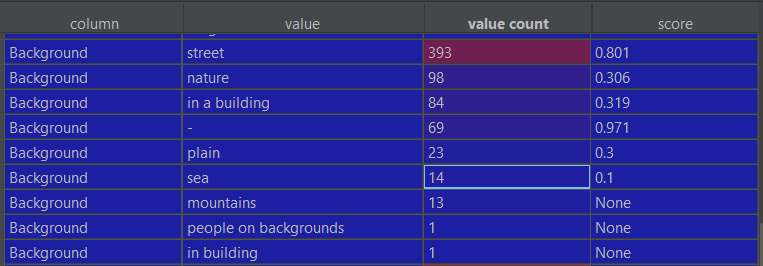 column value value count score
Background street 393 0.801
Background nature 98 0.306
Background in a building 84 0.319
Background - 69 0.971
Background plain 23 0.3
Background sea 14 0.1
Background mountains 13 None
Background people on backgrounds 1 None
Background in building 1 None